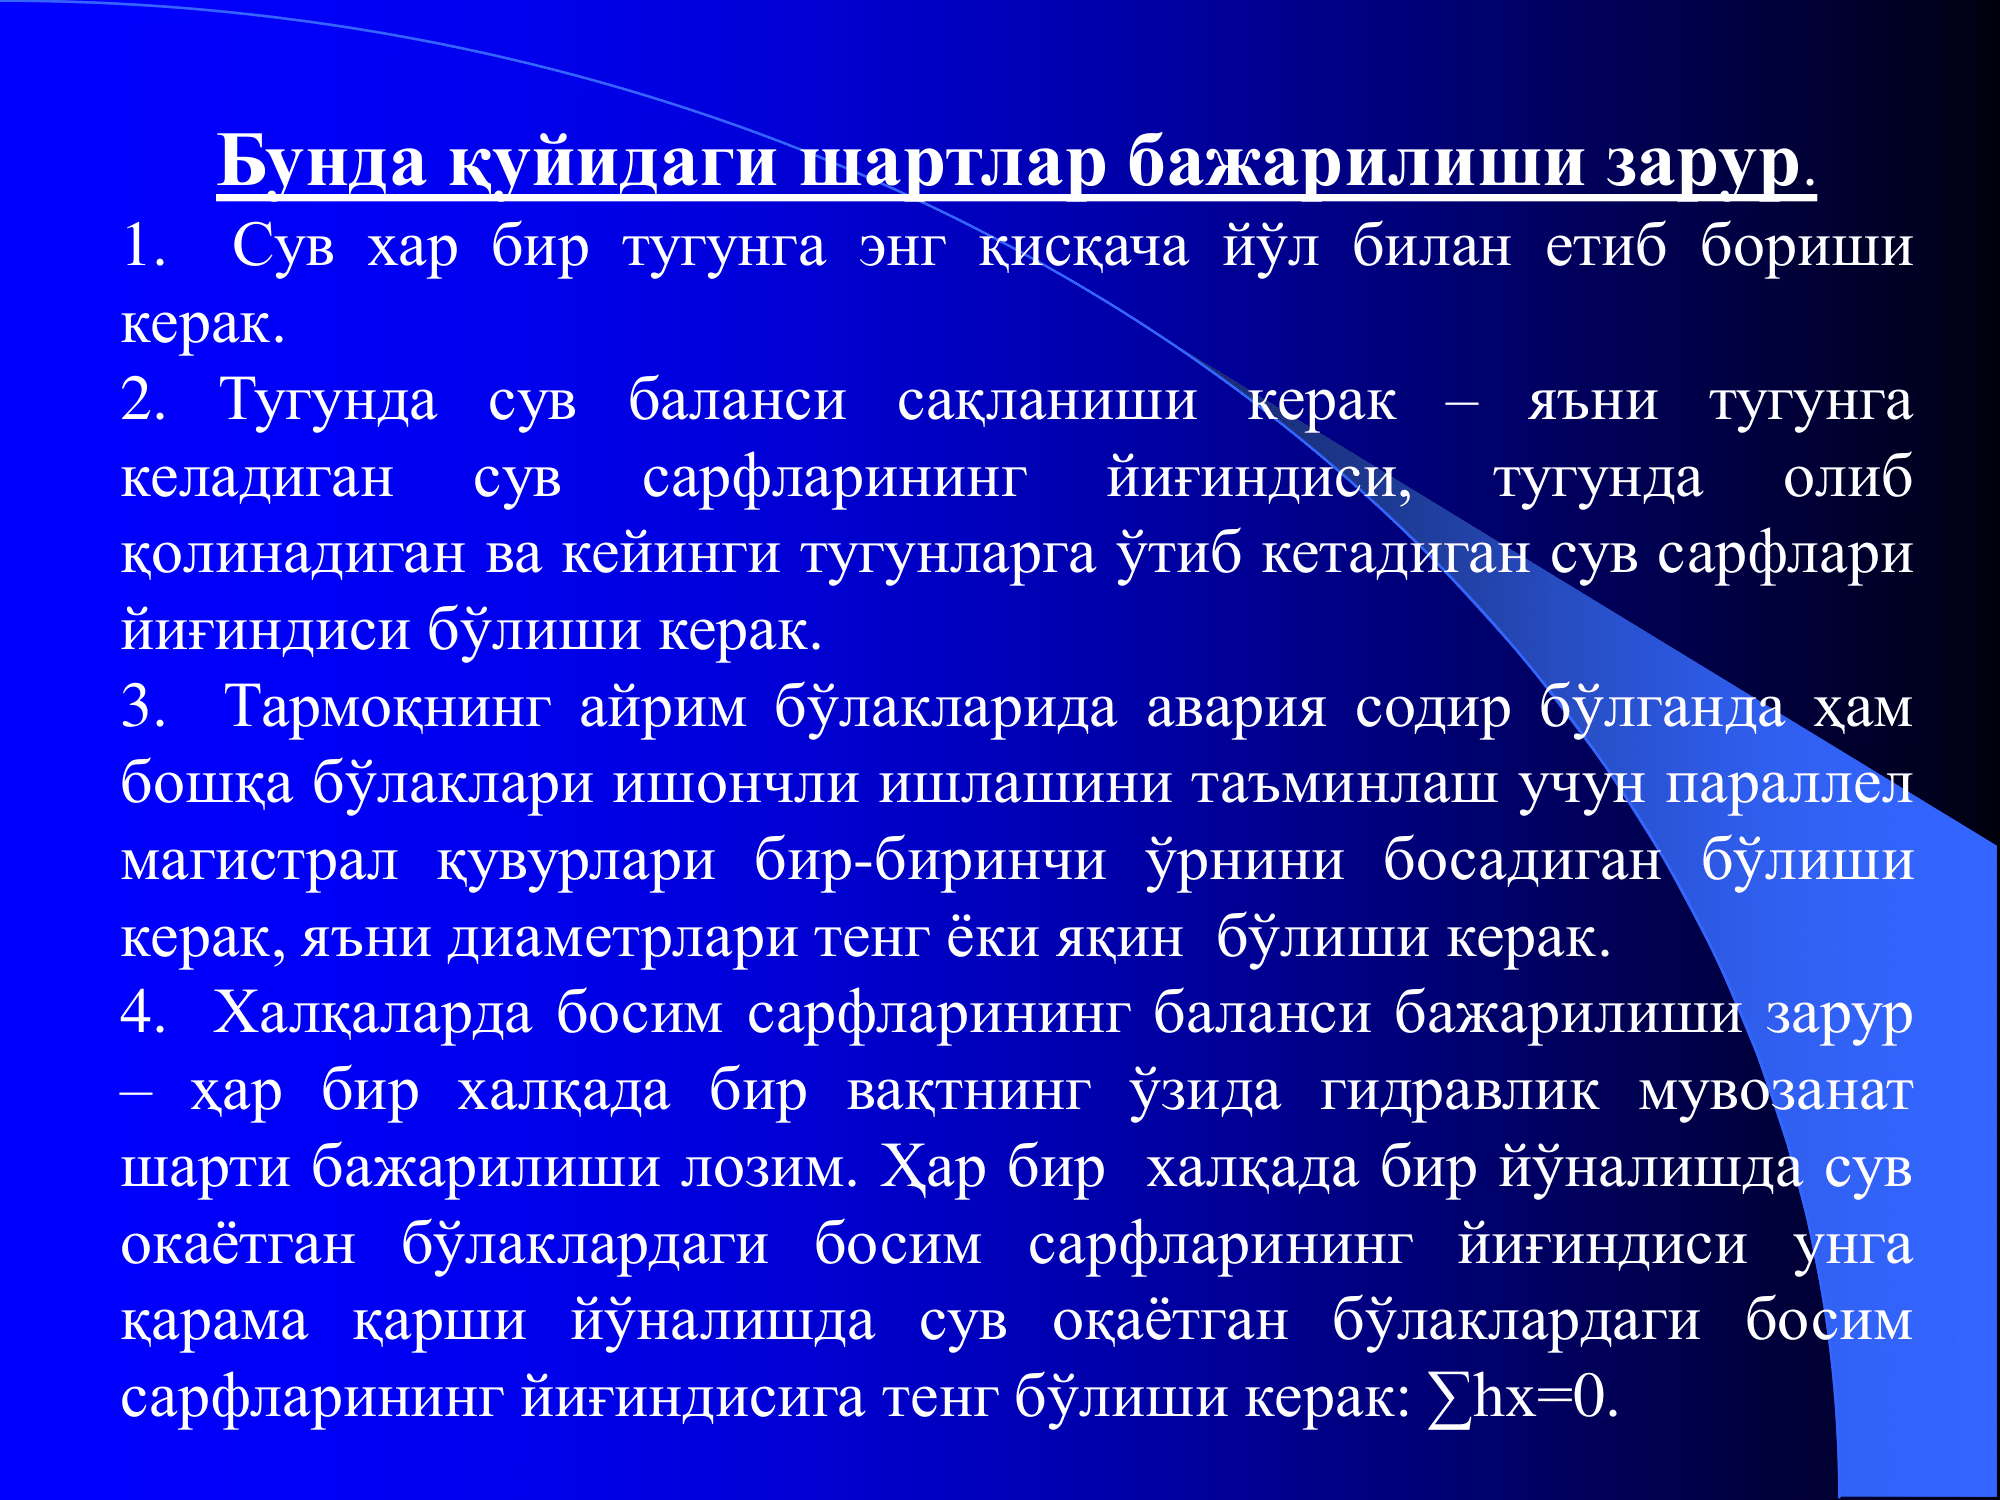 Бунда қуйидаги шартлар бажарилиши зарур.
1. Сув хар бир тугунга энг қисқача йўл билан етиб бориши
керак.
2. Тугунда сув баланси сақланиши керак – яъни тугунга
келадиган сув сарфларининг йиғиндиси, тугунда олиб
қолинадиган ва кейинги тугунларга ўтиб кетадиган сув сарфлари
йиғиндиси бўлиши керак.
3. Тармоқнинг айрим бўлакларида авария содир бўлганда ҳам
бошқа бўлаклари ишончли ишлашини таъминлаш учун параллел
магистрал қувурлари бир-биринчи ўрнини босадиган бўлиши
керак, яъни диаметрлари тенг ёки яқин бўлиши керак.
4. Халқаларда босим сарфларининг баланси бажарилиши зарур
– ҳар бир халқада бир вақтнинг ўзида гидравлик мувозанат
шарти бажарилиши лозим. Ҳар бир халқада бир йўналишда сув
окаётган бўлаклардаги босим сарфларининг йиғиндиси унга
қарама қарши йўналишда сув оқаётган бўлаклардаги босим
сарфларининг йиғиндисига тенг бўлиши керак: ∑hx=0.